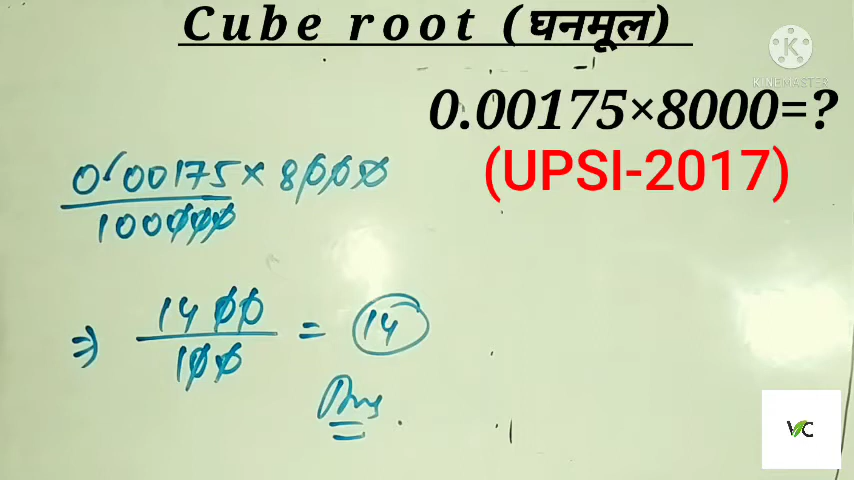 Cube root (घनमूल)
KINEMASTER
0.00175×8000=?
(UPSI-2017)
0.00175 × 8000
100000
⇒ 1400 = 14
100
Ans
VC